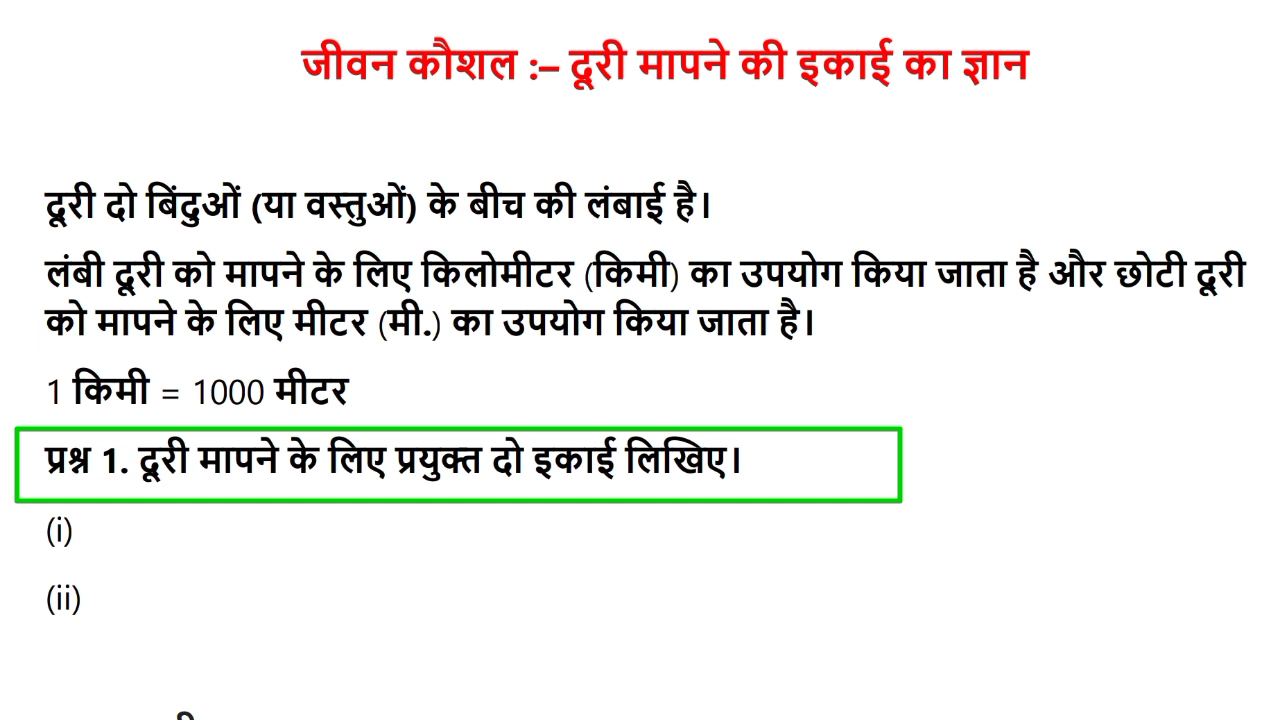 जीवन कौशल :– दूरी मापने की इकाई का ज्ञान
दूरी दो बिंदुओं (या वस्तुओं) के बीच की लंबाई है।
लंबी दूरी को मापने के लिए किलोमीटर (किमी) का उपयोग किया जाता है और छोटी दूरी
को मापने के लिए मीटर (मी.) का उपयोग किया जाता है।
1 किमी = 1000 मीटर
प्रश्न 1. दूरी मापने के लिए प्रयुक्त दो इकाई लिखिए।
(i)
(ii)